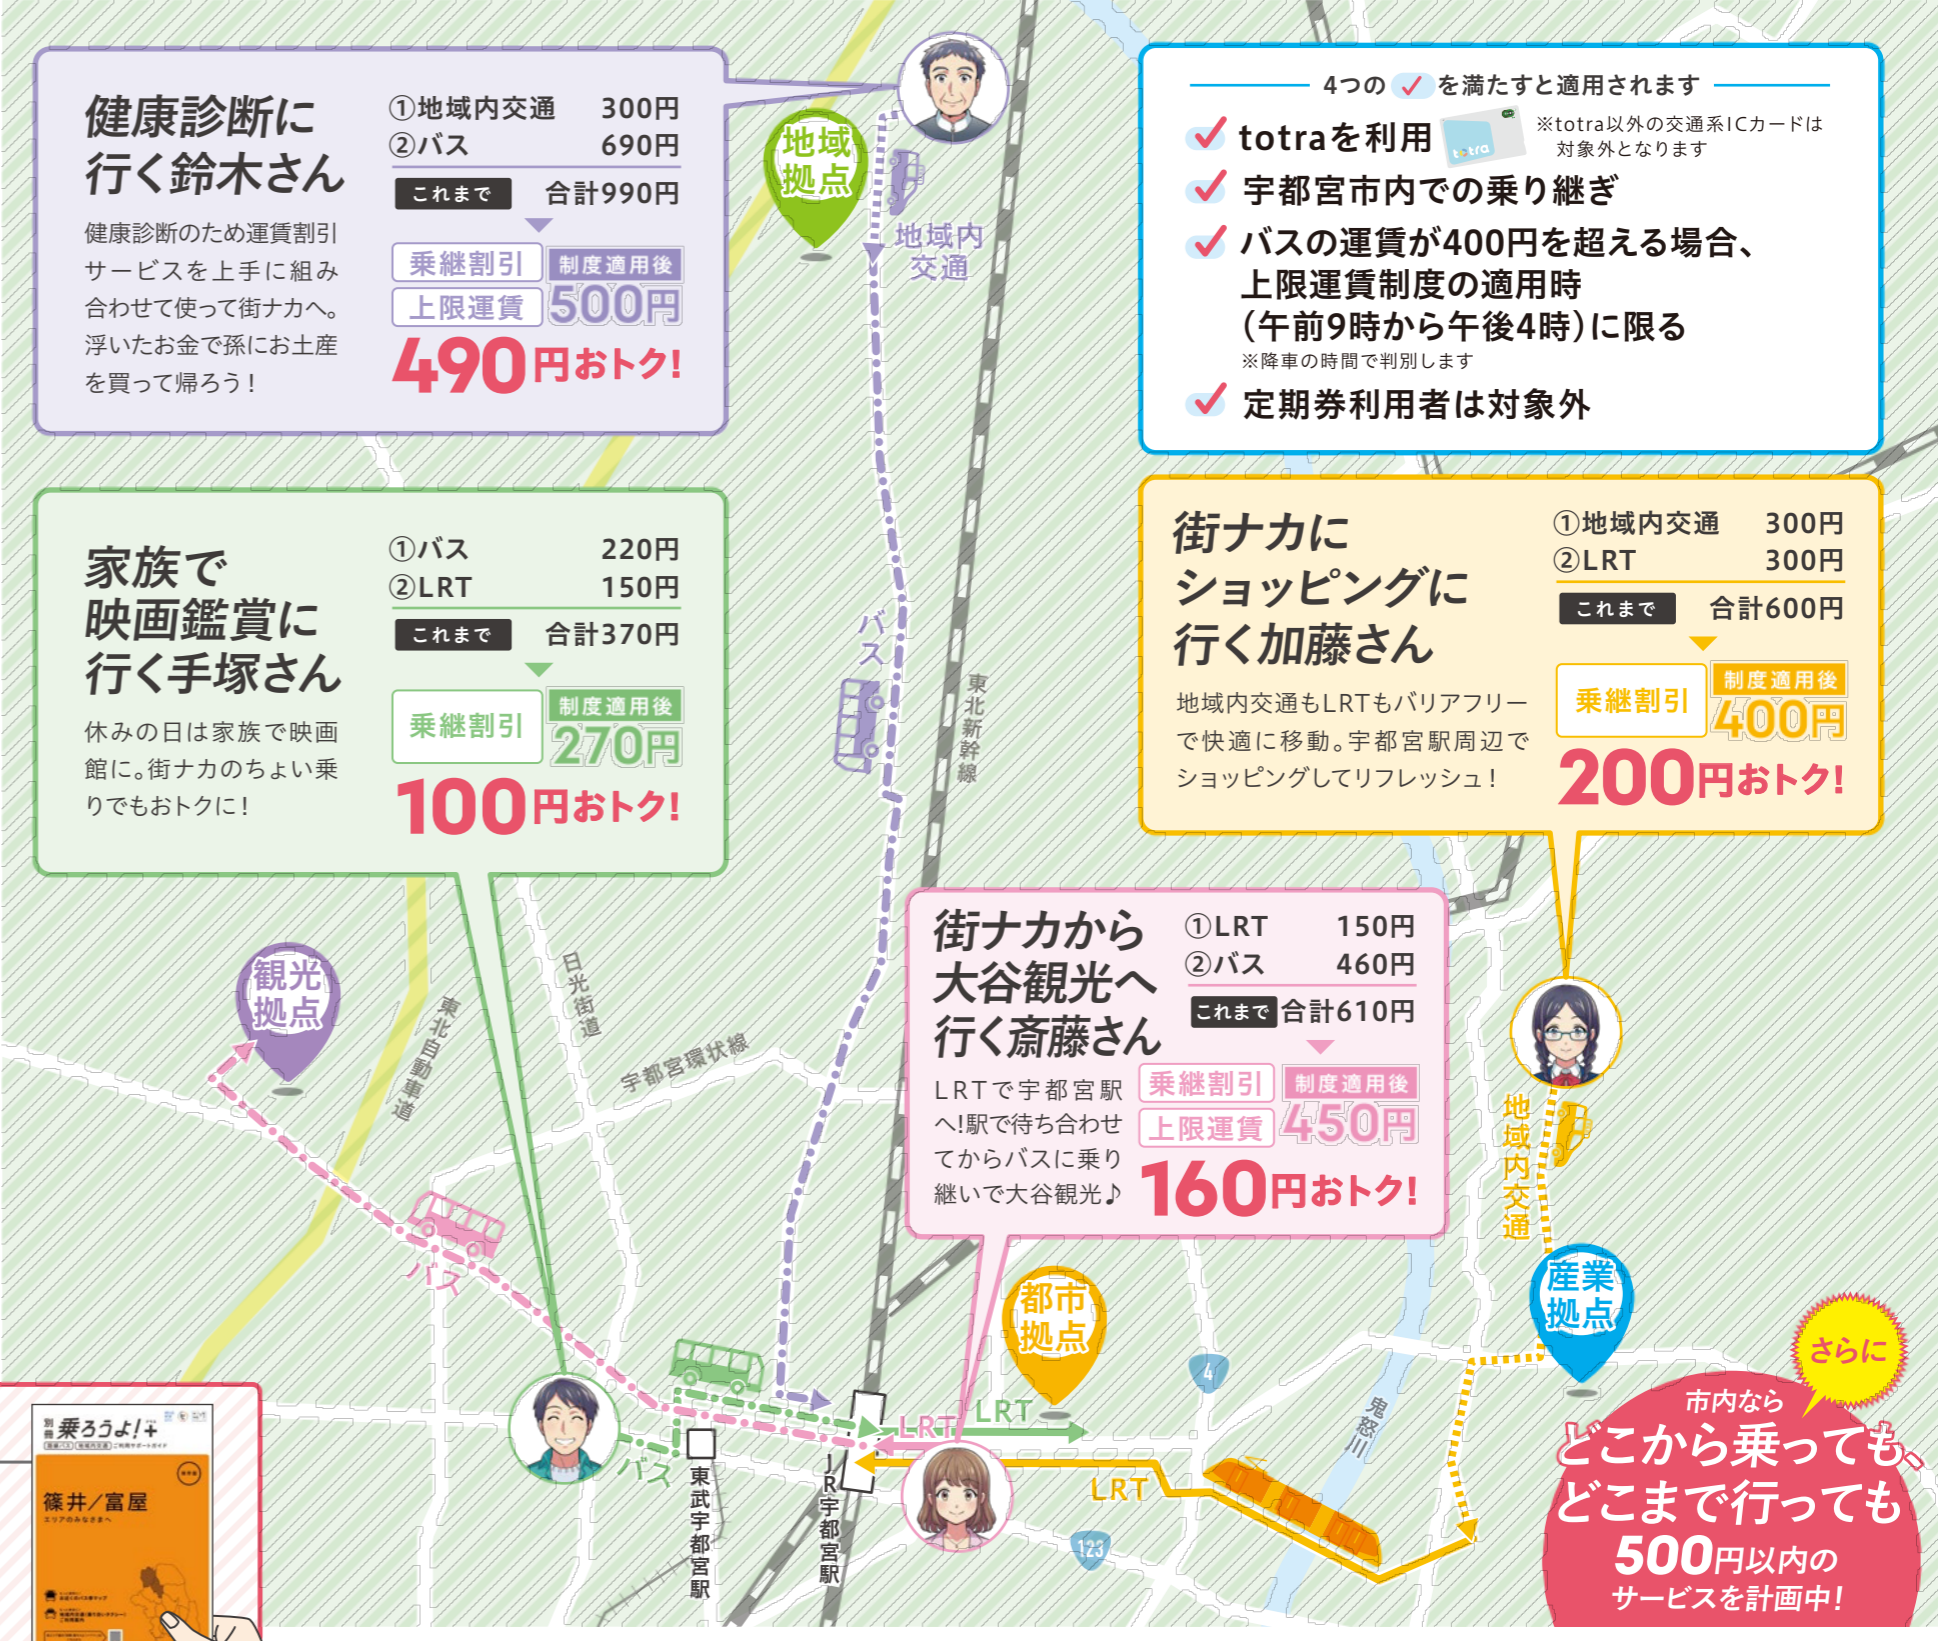 健康診断に
行く鈴木さん
健康診断のため運賃割引
サービスを上手に組み
合わせて使って街ナカへ。
浮いたお金で孫にお土産
を買って帰ろう！
①地域内交通 300円
②バス 690円
これまで 合計990円
乗継割引
上限運賃
制度適用後
500円
490円おトク!
地域
拠点
地域内
交通
4つの を満たすと適用されます
totraを利用
totra
※totra以外の交通系ICカードは
対象外となります
宇都宮市内での乗り継ぎ
バスの運賃が400円を超える場合、
上限運賃制度の適用時
（午前9時から午後4時）に限る
※降車の時間で判別します
定期券利用者は対象外
家族で
映画鑑賞に
行く手塚さん
休みの日は家族で映画
館に。街ナカのちょい乗
りでもおトクに！
①バス 220円
②LRT 150円
これまで 合計370円
乗継割引
制度適用後
270円
100円おトク!
バス
東北新幹線
街ナカに
ショッピングに
行く加藤さん
地域内交通もLRTもバリアフリー
で快適に移動。宇都宮駅周辺で
ショッピングしてリフレッシュ！
①地域内交通 300円
②LRT 300円
これまで 合計600円
乗継割引
制度適用後
400円
200円おトク!
街ナカから
大谷観光へ
行く斎藤さん
LRTで宇都宮駅
へ!駅で待ち合わせ
てからバスに乗り
継いで大谷観光♪
①LRT 150円
②バス 460円
これまで 合計610円
乗継割引
上限運賃
制度適用後
450円
160円おトク!
観光
拠点
東北自動車道
日光街道
宇都宮環状線
バス
地域内交通
都市
拠点
産業
拠点
4
鬼怒川
LRT
LRT
バス
東武宇都宮駅
JR宇都宮駅
LRT
123
さらに
市内なら
どこから乗っても、
どこまで行っても
500円以内の
サービスを計画中!
別冊 乗ろうよ!+
篠井／富屋
エリアのみなさまへ